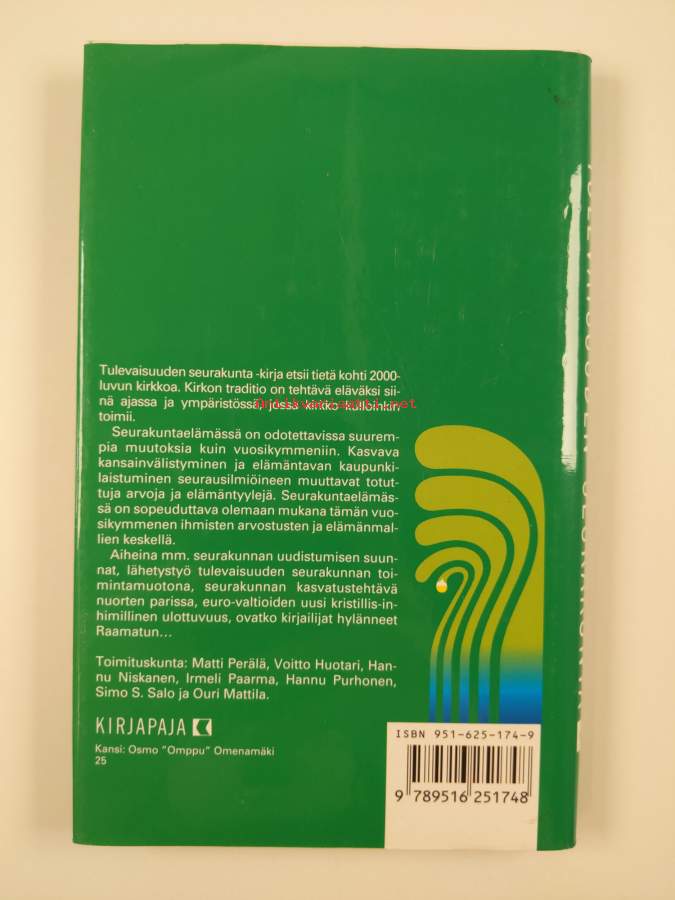 Tulevaisuuden seurakunta -kirja etsii tietä kohti 2000-
luvun kirkkoa. Kirkon traditio on tehtävä eläväksi sii-
nä ajassa ja ympäristössä, jossa kirkko kulloinkin
toimii.
Seurakuntaelämässä on odotettavissa suurem-
pia muutoksia kuin vuosikymmeniin. Kasvava
kansainvälistyminen ja elämäntavan kaupunki-
laistuminen seurausilmiöineen muuttavat totut-
tuja arvoja ja elämäntyylejä. Seurakuntaelämäs-
sä on sopeuduttava olemaan mukana tämän vuo-
sikymmenen ihmisten arvostusten ja elämänmal-
lien keskellä.
Aiheina mm. seurakunnan uudistumisen suun-
nat, lähetystyö tulevaisuuden seurakunnan toi-
mintamuotona, seurakunnan kasvatustehtävä
nuorten parissa, euro-valtioiden uusi kristillis-in-
himillinen ulottuvuus, ovatko kirjailijat hylänneet
Raamatun...
Toimituskunta: Matti Perälä, Voitto Huotari, Han-
nu Niskanen, Irmeli Paarma, Hannu Purhonen,
Simo S. Salo ja Ouri Mattila.
KIRJAPAJA
Kansi: Osmo "Omppu" Omenamäki
25
ISBN 951-625-174-9
9 789516 251748
antikvariaatti.net